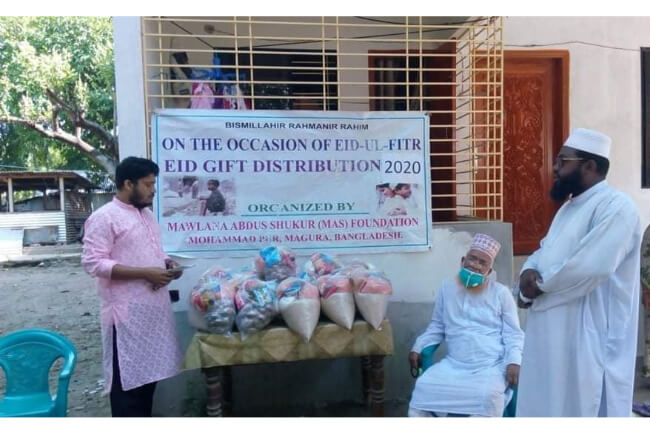 BISMILLAHIR RAHMANIR RAHIM
ON THE OCCASION OF EID-UL-FITR
EID GIFT DISTRIBUTION 2020
ORGANIZED BY
MAWLANA ABDUS SHUKUR (MAS) FOUNDATION
MOHAMMAD PUR, MAGURA, BANGLADESH.